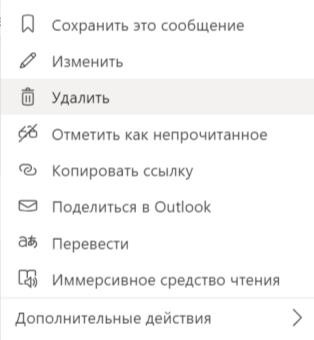 Сохранить это сообщение
Изменить
Удалить
Отметить как непрочитанное
Копировать ссылку
Поделиться в Outlook
Перевести
Иммерсивное средство чтения
Дополнительные действия